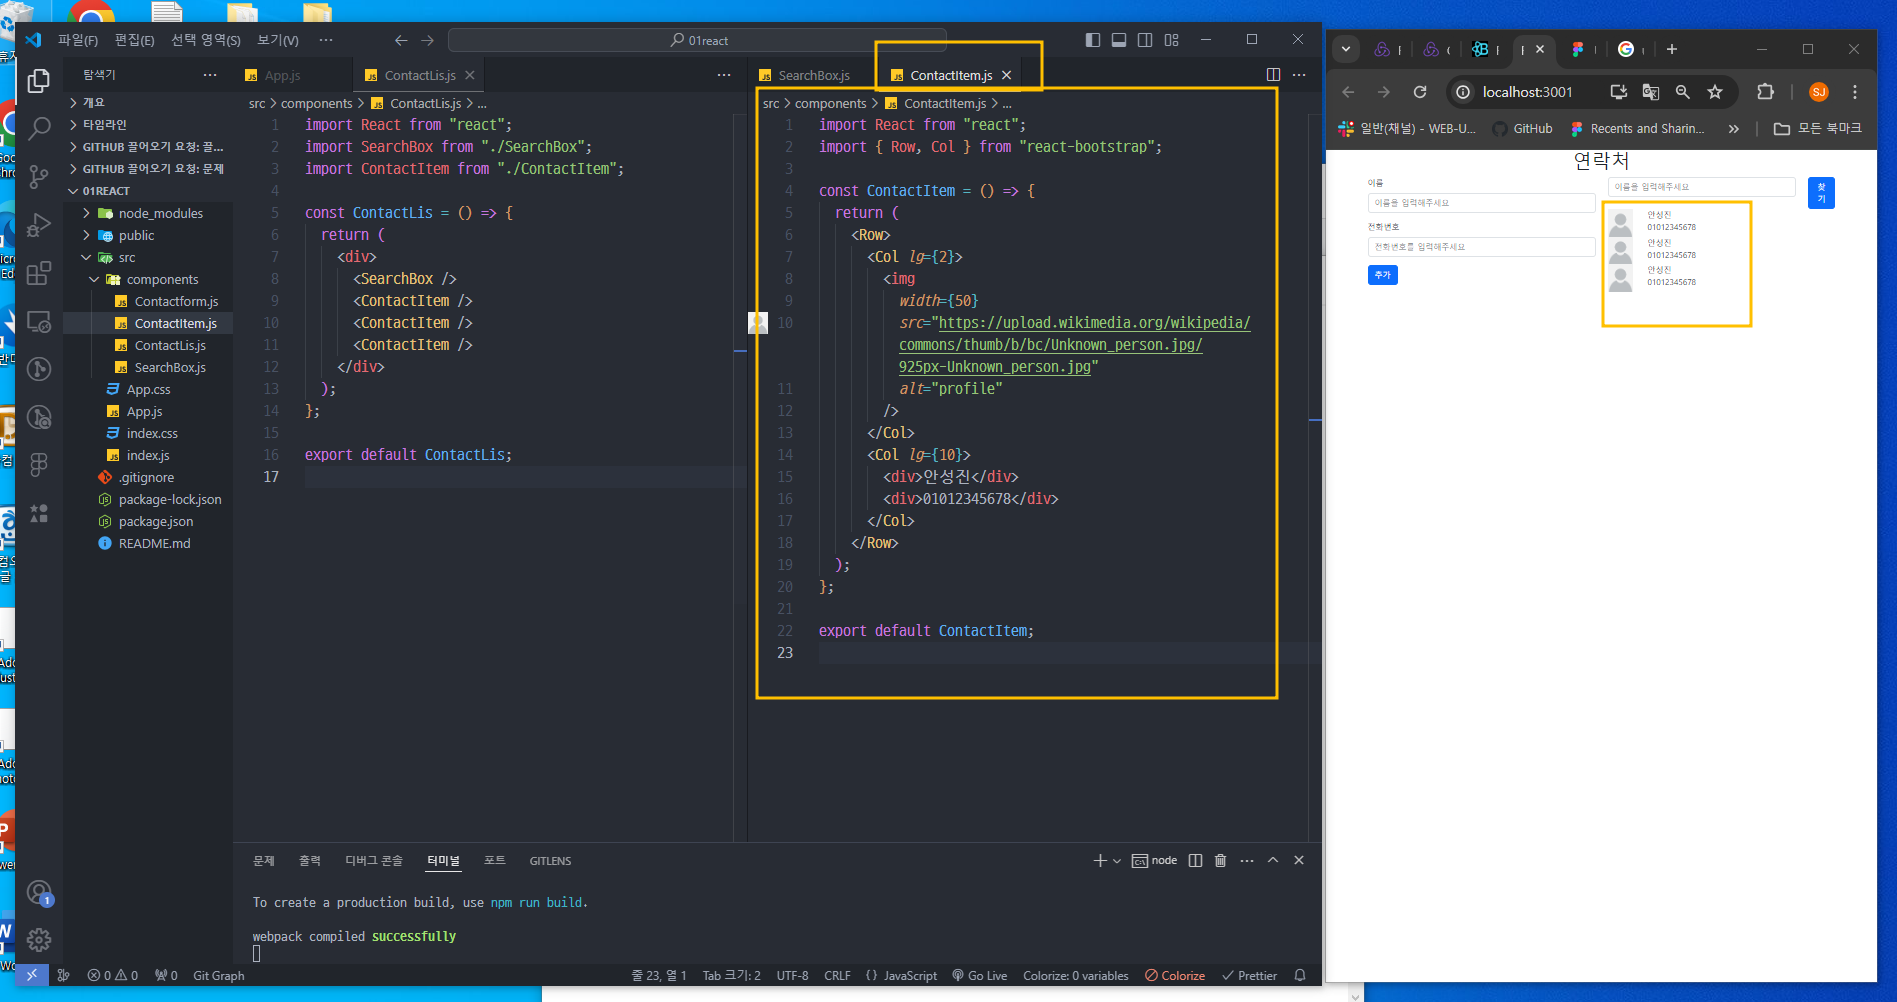 파일(F) 편집(E) 선택 영역(S) 보기(V) ···
01react
탐색기 ···
개요
타임라인
GITHUB 끌어오기 요청: 끌...
GITHUB 끌어오기 요청: 문제
01REACT
node_modules
public
src
components
JS Contactform.js
JS ContactItem.js
JS ContactLis.js
JS SearchBox.js
App.css
JS App.js
index.css
JS index.js
.gitignore
package-lock.json
package.json
README.md
1
JS App.js
JS ContactLis.js ···
src > components > JS ContactLis.js > ...
1 import React from "react";
2 import SearchBox from "./SearchBox";
3 import ContactItem from "./ContactItem";
4
5 const ContactLis = () => {
6 return (
7 <div>
8 <SearchBox />
9 <ContactItem />
10 <ContactItem />
11 <ContactItem />
12 </div>
13 );
14 };
15
16 export default ContactLis;
17
JS SearchBox.js
JS ContactItem.js ···
src > components > JS ContactItem.js > ...
1 import React from "react";
2 import { Row, Col } from "react-bootstrap";
3
4 const ContactItem = () => {
5 return (
6 <Row>
7 <Col lg={2}>
8 <img
9 width={50}
10 src="https://upload.wikimedia.org/wikipedia/
commons/thumb/b/bc/Unknown_person.jpg/
925px-Unknown_person.jpg"
11 alt="profile"
12 />
13 </Col>
14 <Col lg={10}>
15 <div>안성진</div>
16 <div>01012345678</div>
17 </Col>
18 </Row>
19 );
20 };
21
22 export default ContactItem;
23
문제 출력 디버그 콘솔 터미널 포트 GITLENS
node ···
To create a production build, use npm run build.
webpack compiled successfully
0 0 0 Git Graph
줄 23, 열 1 Tab 크기: 2 UTF-8 CRLF {} JavaScript Go Live Colorize: 0 variables Colorize Prettier
localhost:3001
SJ
일반(채널) - WEB-U... GitHub Recents and Sharin... » 모든 북마크
연락처
이름
이름을 입력해주세요
전화번호
전화번호를 입력해주세요
추가
이름을 입력해주세요
찾
기
안성진
01012345678
안성진
01012345678
안성진
01012345678